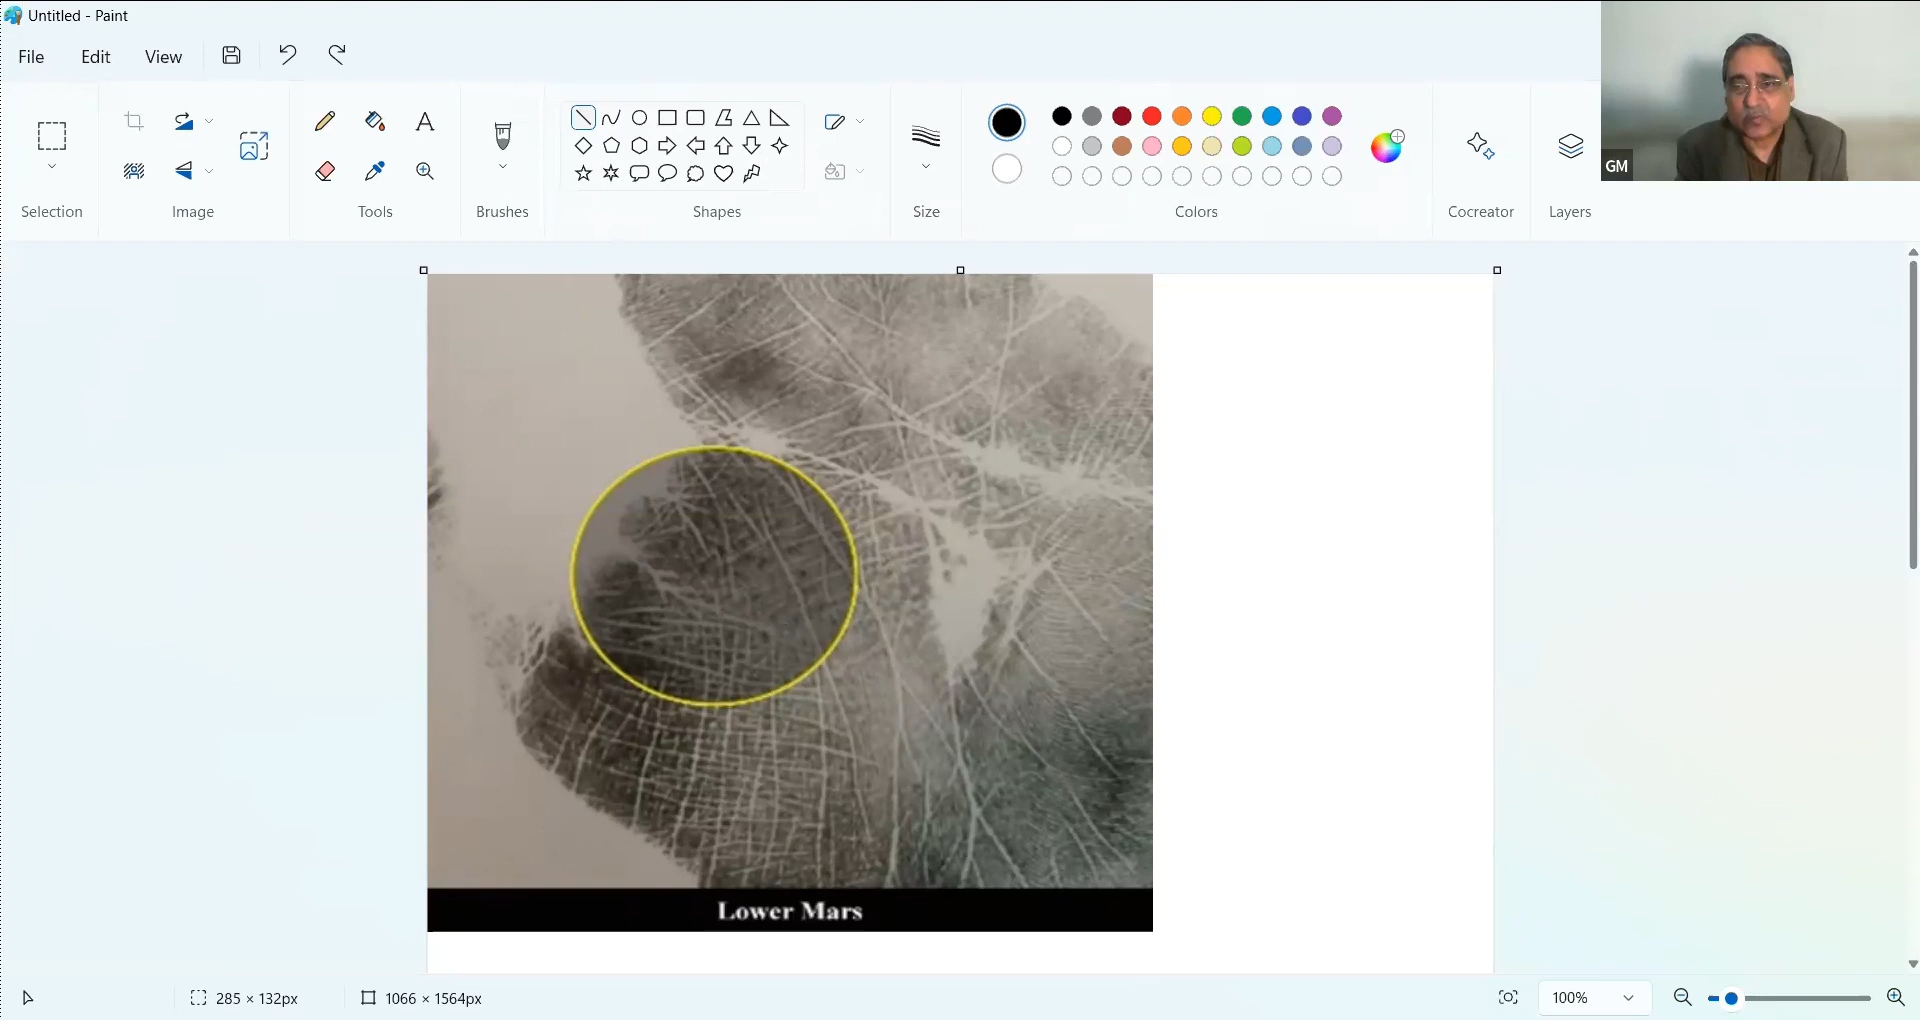 Untitled - Paint
File Edit View
GM
Selection Image Tools Brushes Shapes Size Colors Cocreator Layers
Lower Mars
285 × 132px 1066 × 1564px 100%